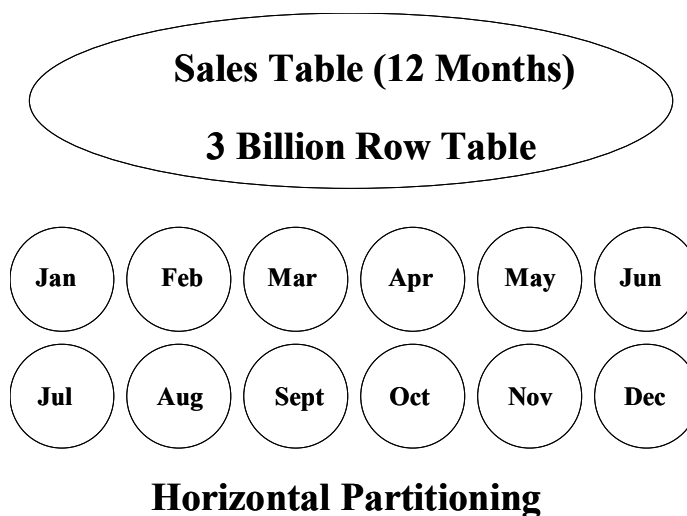 Sales Table (12 Months)
3 Billion Row Table
Jan Feb Mar Apr May Jun
Jul Aug Sept Oct Nov Dec
Horizontal Partitioning